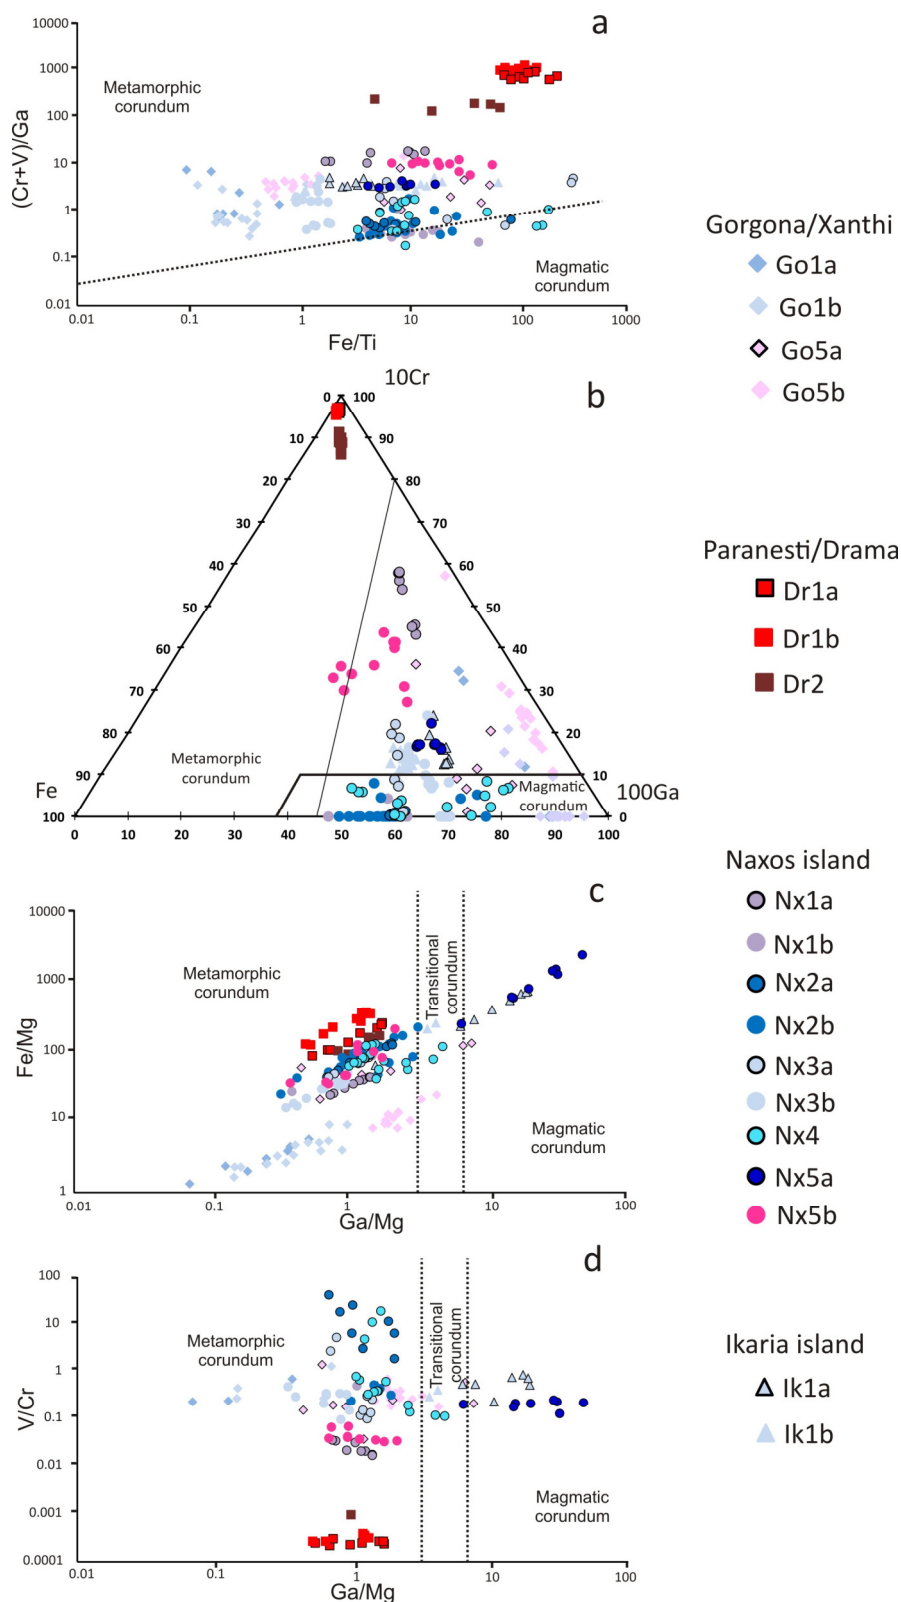 a
10000
1000
100
10
1
0.1
0.01
(Cr+V)/Ga
Metamorphic
corundum
Magmatic
corundum
0.01
0.1
1
10
100
1000
Fe/Ti
Gorgona/Xanthi
Go1a
Go1b
Go5a
Go5b
10Cr
b
0
100
10
90
20
80
30
70
40
60
50
50
60
40
70
30
80
20
90
10
Metamorphic
corundum
Magmatic
corundum
Fe
100Ga
100
0
0
10
20
30
40
50
60
70
80
90
100
Paranesti/Drama
Dr1a
Dr1b
Dr2
c
10000
1000
100
10
1
Fe/Mg
Metamorphic
corundum
Transitional
corundum
Magmatic
corundum
0.01
0.1
1
10
100
Ga/Mg
Naxos island
Nx1a
Nx1b
Nx2a
Nx2b
Nx3a
Nx3b
Nx4
Nx5a
Nx5b
d
100
10
1
0.1
0.01
0.001
0.0001
V/Cr
Metamorphic
corundum
Transitional
corundum
Magmatic
corundum
0.01
0.1
1
10
100
Ga/Mg
Ikaria island
Ik1a
Ik1b